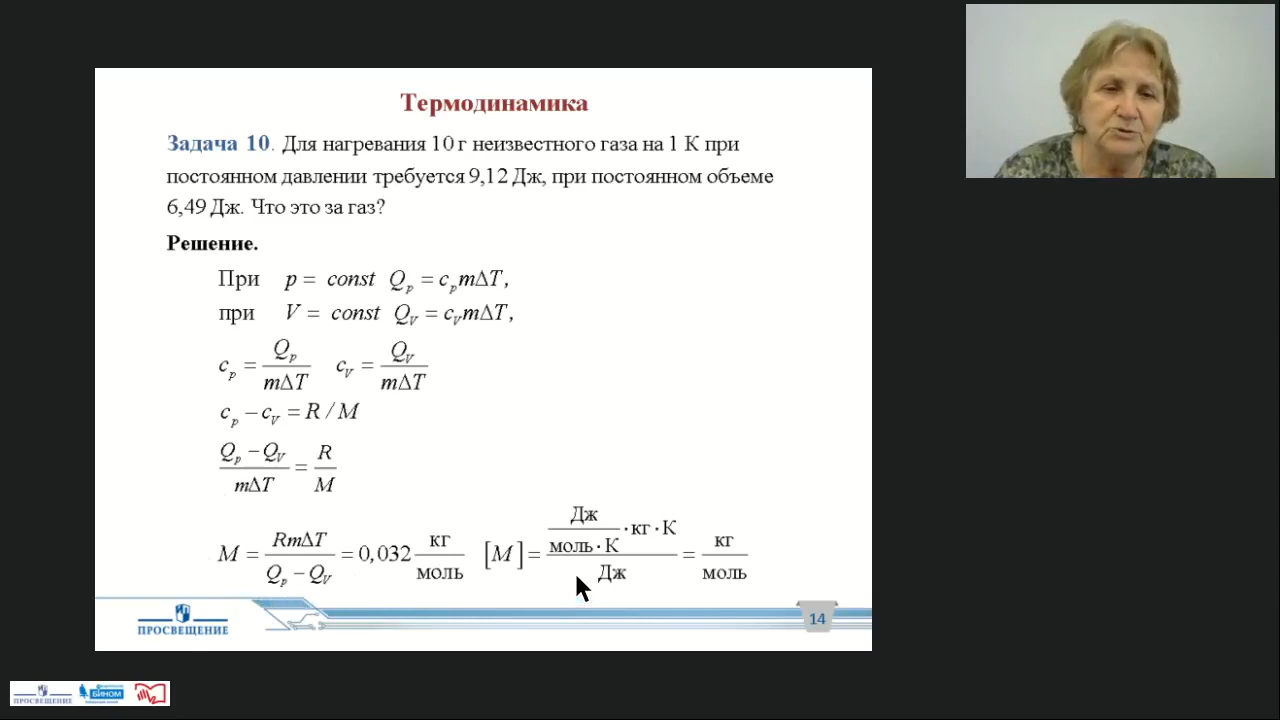 Термодинамика
Задача 10. Для нагревания 10 г неизвестного газа на 1 К при
постоянном давлении требуется 9,12 Дж, при постоянном объеме
6,49 Дж. Что это за газ?
Решение.
При p = const Q_p = c_p mΔT,
при V = const Q_V = c_V mΔT,
c_p = Q_p / mΔT c_V = Q_V / mΔT
c_p − c_V = R / M
(Q_p − Q_V) / mΔT = R / M
M = RmΔT / (Q_p − Q_V) = 0,032 кг / моль [M] = (Дж / (моль·К) ·кг·К) / Дж = кг / моль
ПРОСВЕЩЕНИЕ
14
ПРОСВЕЩЕНИЕ
БИНОМ